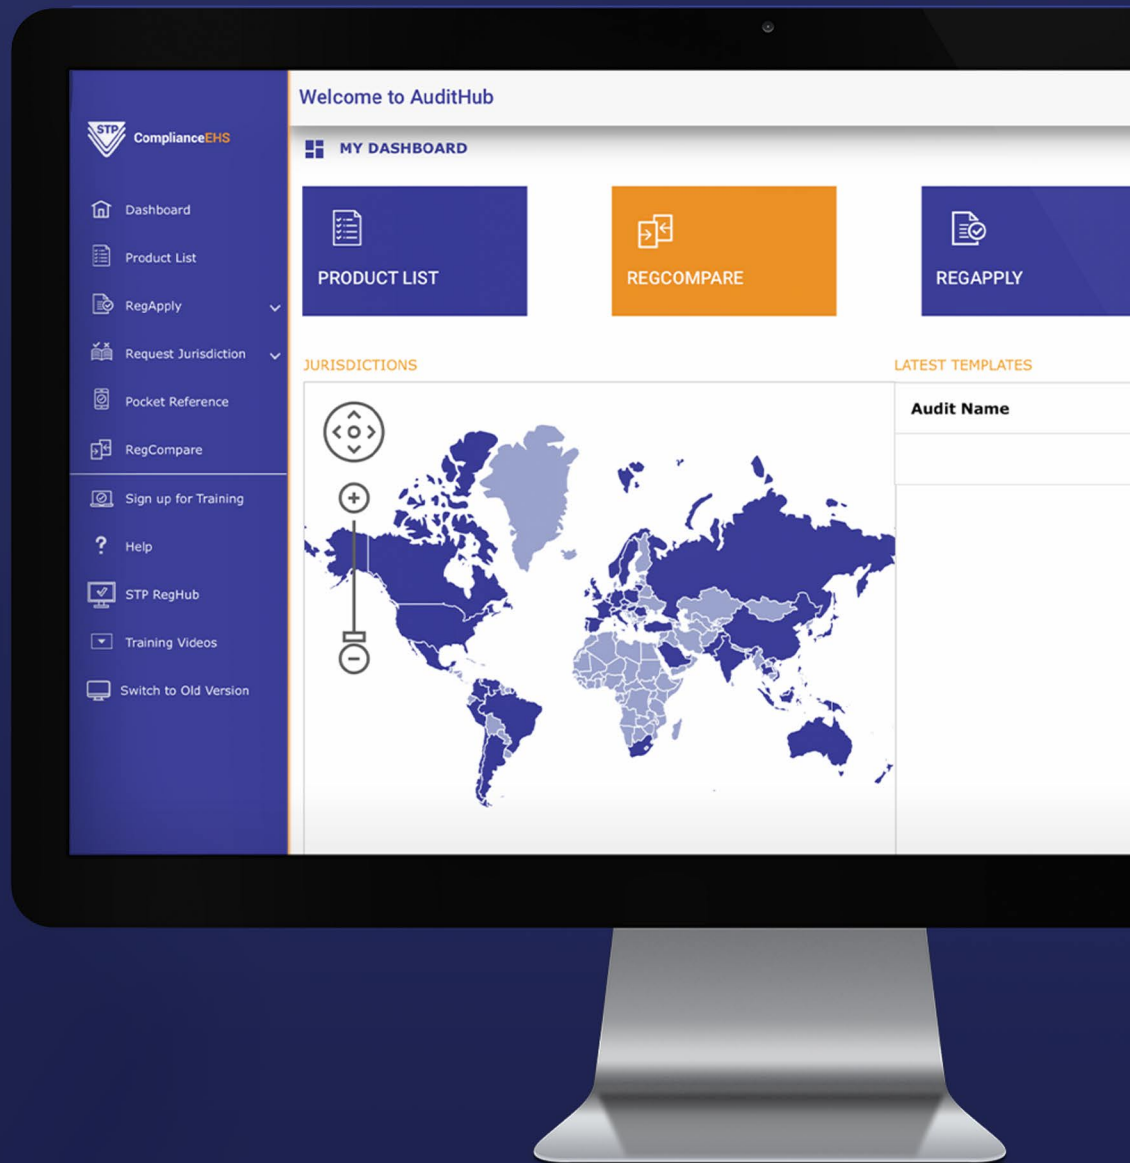 Welcome to AuditHub
STP ComplianceEHS
MY DASHBOARD
Dashboard
Product List
RegApply
Request Jurisdiction
Pocket Reference
RegCompare
Sign up for Training
Help
STP RegHub
Training Videos
Switch to Old Version
PRODUCT LIST
REGCOMPARE
REGAPPLY
JURISDICTIONS
LATEST TEMPLATES
Audit Name